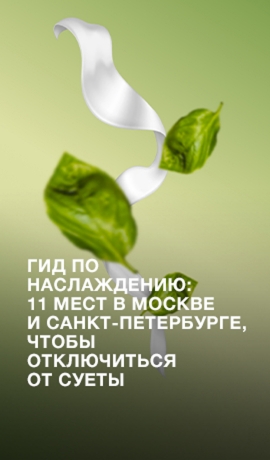 ГИД ПО
НАСЛАЖДЕНИЮ:
11 МЕСТ В МОСКВЕ
И САНКТ-ПЕТЕРБУРГЕ,
ЧТОБЫ
ОТКЛЮЧИТЬСЯ
ОТ СУЕТЫ